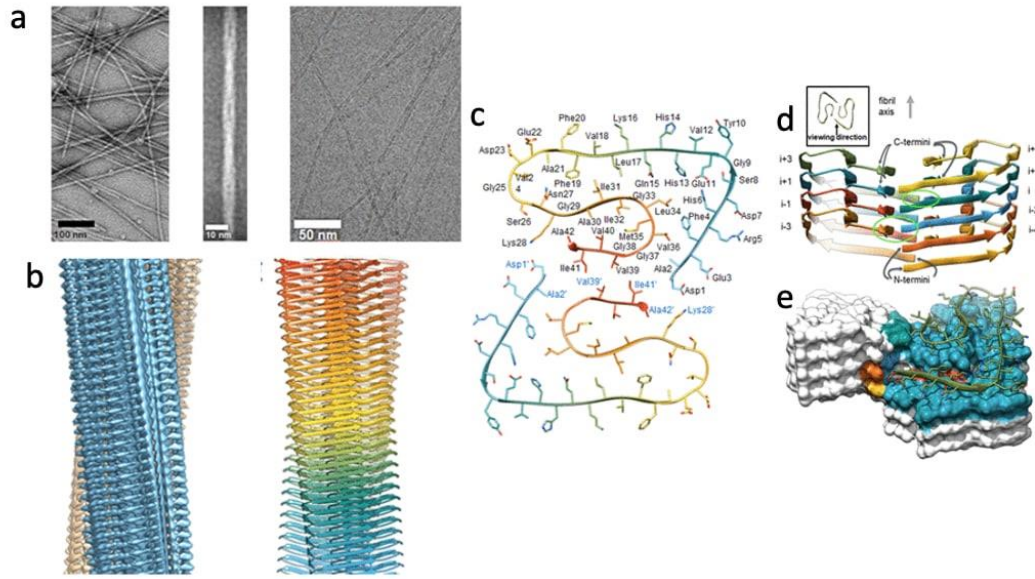 a
100 nm
10 nm
50 nm
b
c
Tyr10
Phe20
Lys16
His14
Val12
Glu22
Val18
Asp23
Gly9
Ala21
Leu17
Ser8
Gly25
Val2
4
Phe19
Ile31
Gln15
His13
Glu11
Asn27
Gly33
His6
Asp7
Gly29
Leu34
Phe4
Ser26
Ala30
Ile32
Arg5
Ala42
Val40
Met35
Val36
Lys28
Gly38
Gly37
Ala2
Glu3
Asp1'
Ile41
Val39
Asp1
Val39'
Ile41'
Ala2'
Ala42'
Lys28'
d
viewing direction
fibril
axis
C-termini
i+3
i+1
i-1
i-3
N-termini
e